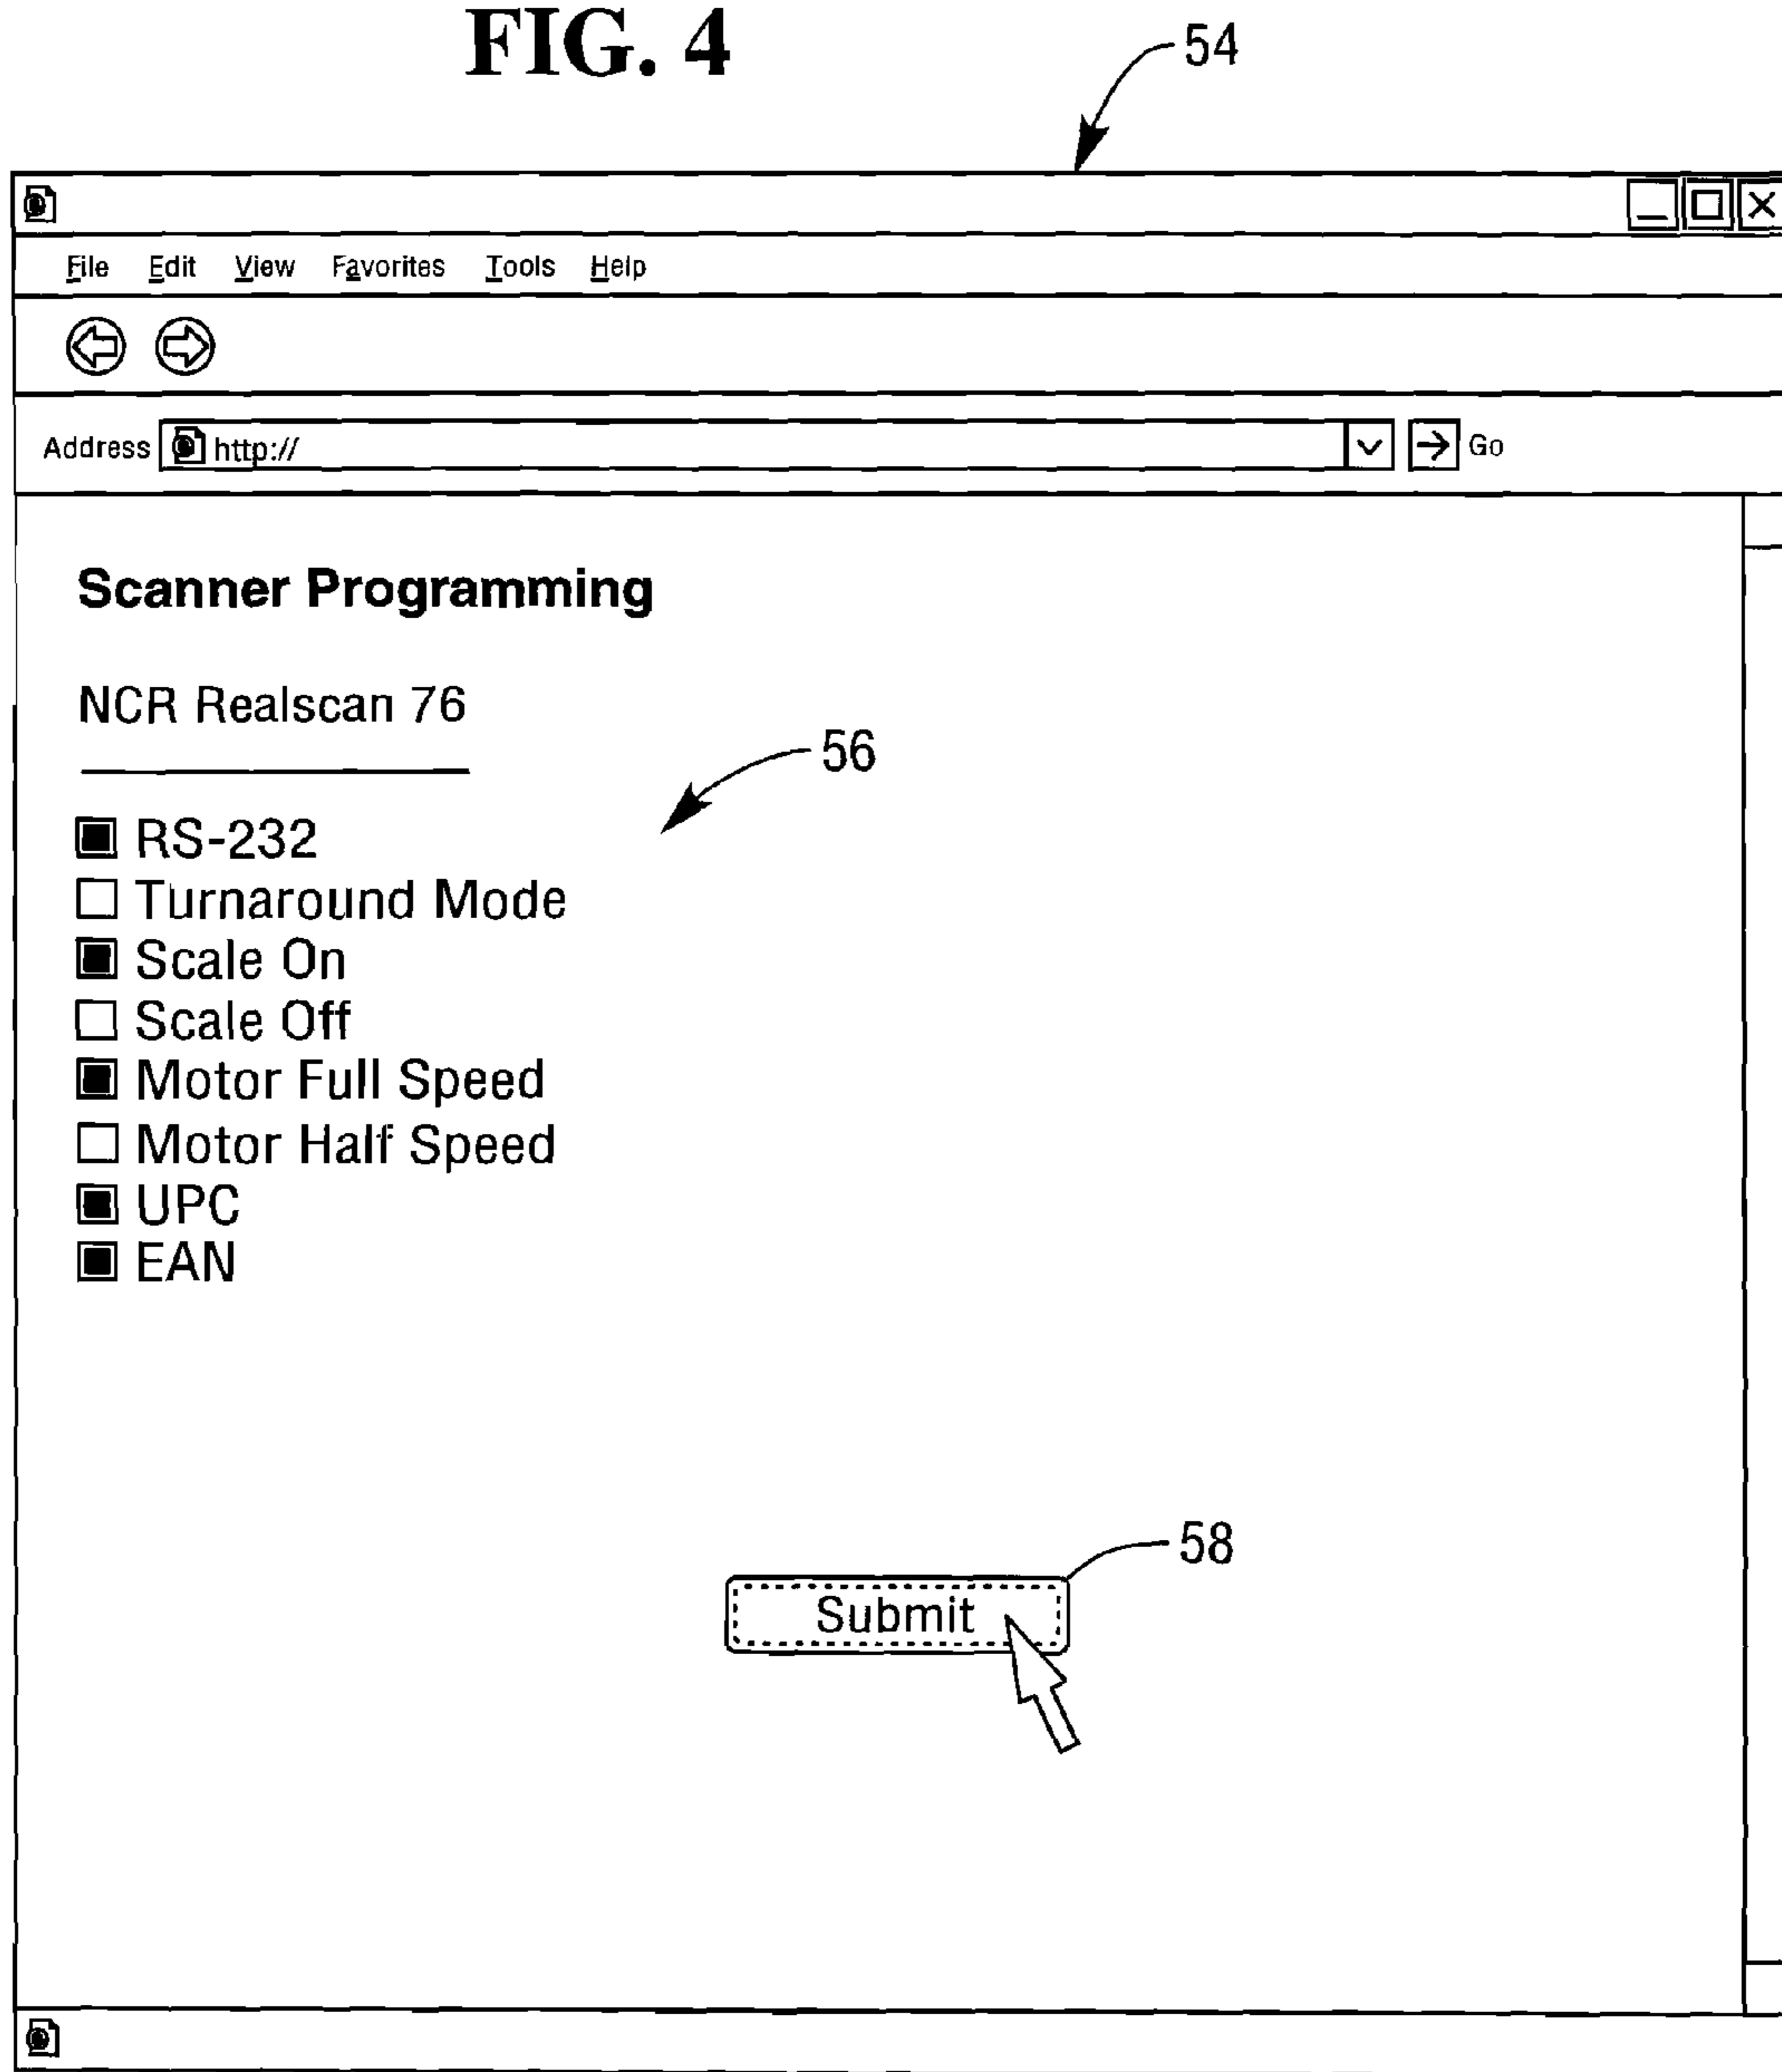 FIG. 4
54
File Edit View Favorites Tools Help
Address http:// Go
Scanner Programming
NCR Realscan 76
56
RS-232
Turnaround Mode
Scale On
Scale Off
Motor Full Speed
Motor Half Speed
UPC
EAN
58
Submit